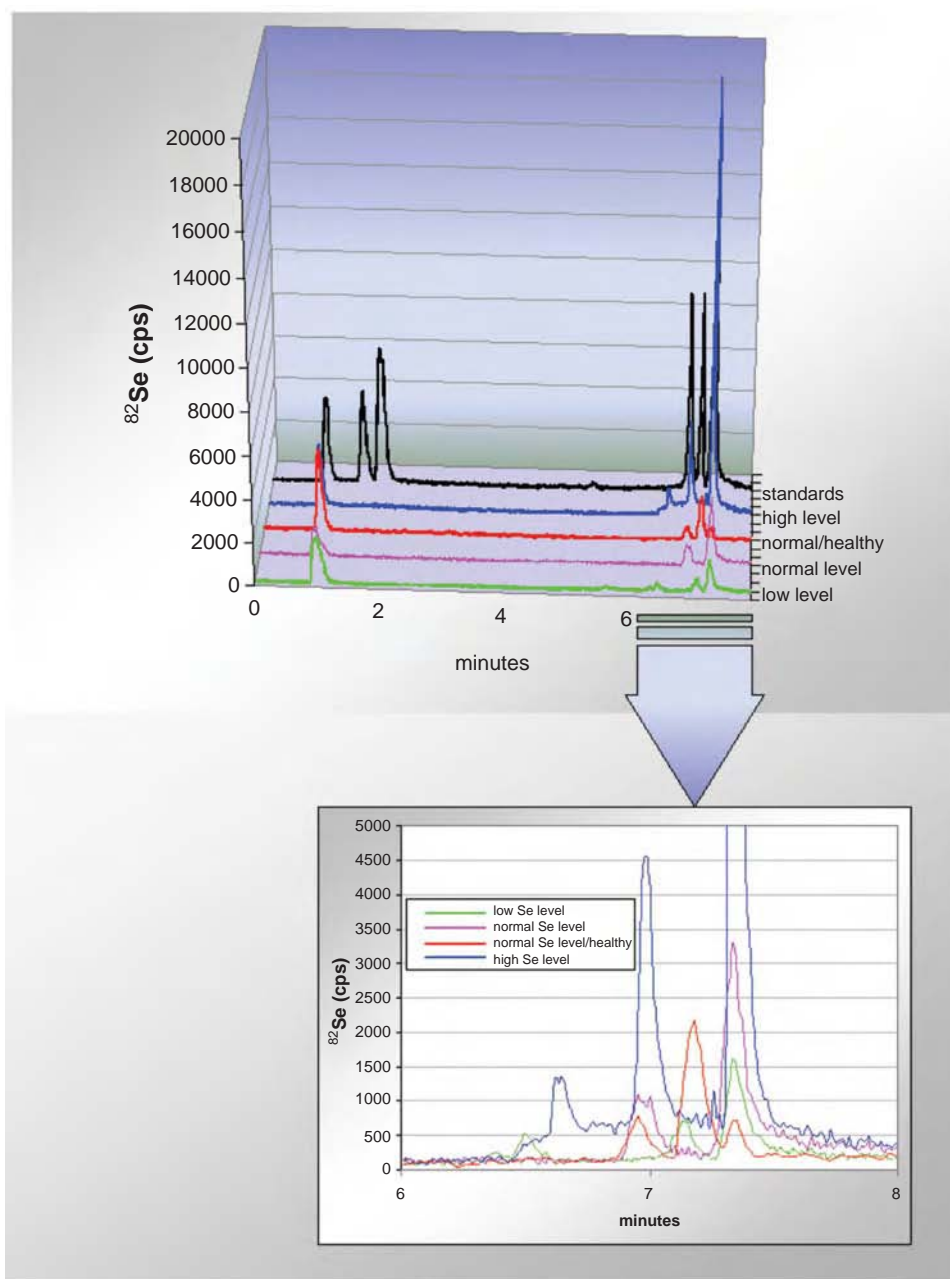 20000
18000
16000
14000
12000
10000
8000
6000
4000
2000
0
⁸²Se (cps)
standards
high level
normal/healthy
normal level
low level
0 2 4 6
minutes
5000
4500
4000
3500
3000
2500
2000
1500
1000
500
0
⁸²Se (cps)
low Se level
normal Se level
normal Se level/healthy
high Se level
6 7 8
minutes